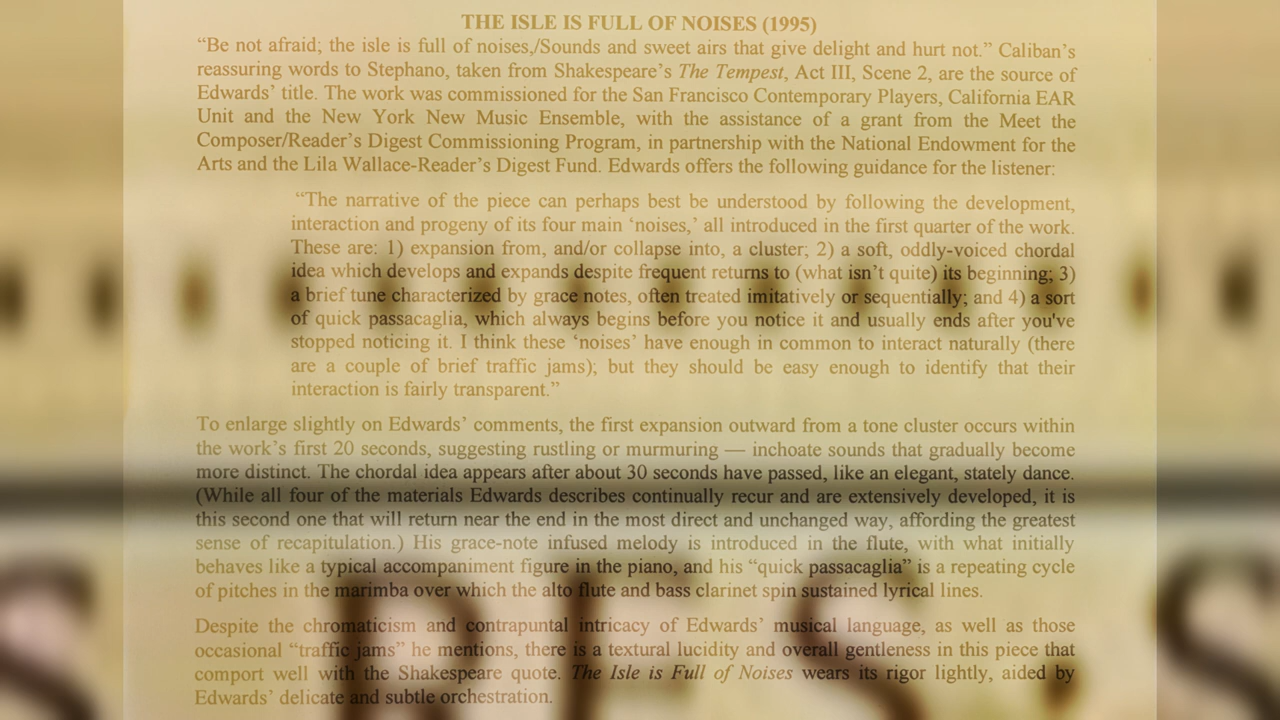 THE ISLE IS FULL OF NOISES (1995)
“Be not afraid; the isle is full of noises,/Sounds and sweet airs that give delight and hurt not.” Caliban’s
reassuring words to Stephano, taken from Shakespeare’s The Tempest, Act III, Scene 2, are the source of
Edwards’ title. The work was commissioned for the San Francisco Contemporary Players, California EAR
Unit and the New York New Music Ensemble, with the assistance of a grant from the Meet the
Composer/Reader’s Digest Commissioning Program, in partnership with the National Endowment for the
Arts and the Lila Wallace-Reader’s Digest Fund. Edwards offers the following guidance for the listener:
“The narrative of the piece can perhaps best be understood by following the development,
interaction and progeny of its four main ‘noises,’ all introduced in the first quarter of the work.
These are: 1) expansion from, and/or collapse into, a cluster; 2) a soft, oddly-voiced chordal
idea which develops and expands despite frequent returns to (what isn’t quite) its beginning; 3)
a brief tune characterized by grace notes, often treated imitatively or sequentially; and 4) a sort
of quick passacaglia, which always begins before you notice it and usually ends after you've
stopped noticing it. I think these ‘noises’ have enough in common to interact naturally (there
are a couple of brief traffic jams); but they should be easy enough to identify that their
interaction is fairly transparent.”
To enlarge slightly on Edwards’ comments, the first expansion outward from a tone cluster occurs within
the work’s first 20 seconds, suggesting rustling or murmuring — inchoate sounds that gradually become
more distinct. The chordal idea appears after about 30 seconds have passed, like an elegant, stately dance.
(While all four of the materials Edwards describes continually recur and are extensively developed, it is
this second one that will return near the end in the most direct and unchanged way, affording the greatest
sense of recapitulation.) His grace-note infused melody is introduced in the flute, with what initially
behaves like a typical accompaniment figure in the piano, and his “quick passacaglia” is a repeating cycle
of pitches in the marimba over which the alto flute and bass clarinet spin sustained lyrical lines.
Despite the chromaticism and contrapuntal intricacy of Edwards’ musical language, as well as those
occasional “traffic jams” he mentions, there is a textural lucidity and overall gentleness in this piece that
comport well with the Shakespeare quote. The Isle is Full of Noises wears its rigor lightly, aided by
Edwards’ delicate and subtle orchestration.